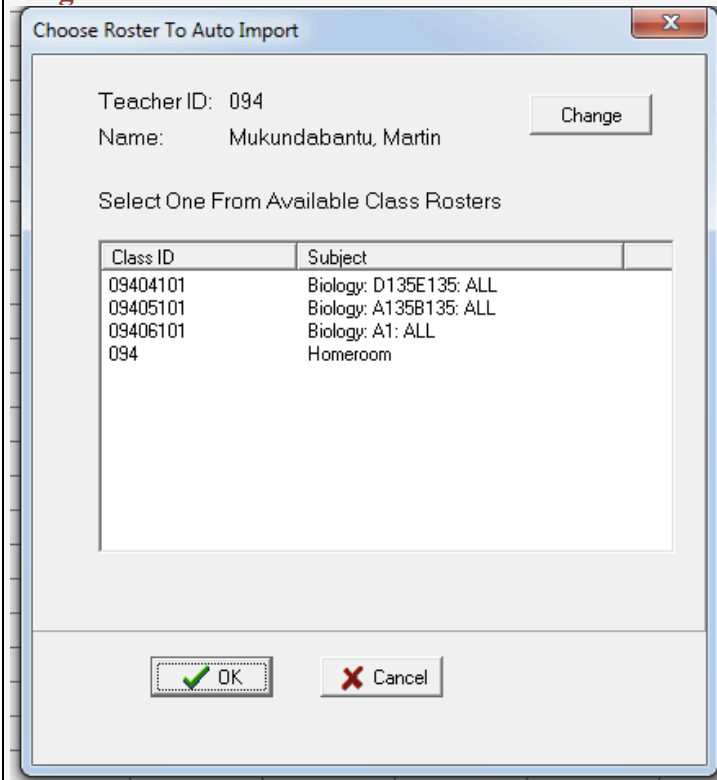 Choose Roster To Auto Import
X
Teacher ID: 094
Change
Name: Mukundabantu, Martin
Select One From Available Class Rosters
Class ID Subject
09404101 Biology: D135E135: ALL
09405101 Biology: A135B135: ALL
09406101 Biology: A1: ALL
094 Homeroom
OK Cancel